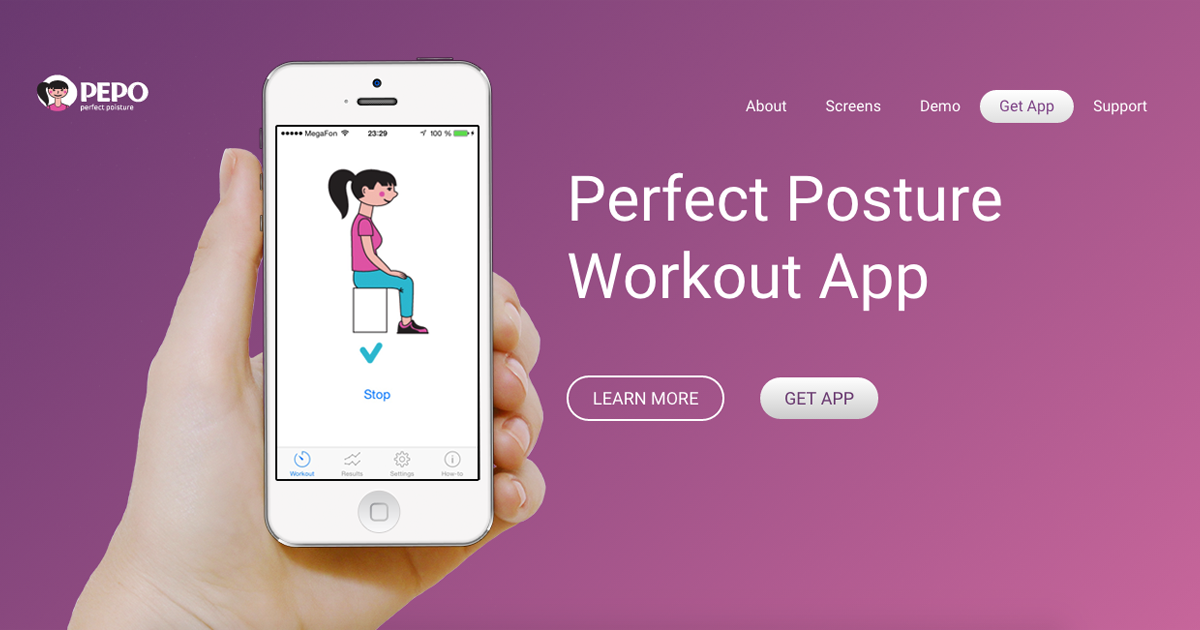 PEPO
perfect poisture
About Screens Demo Get App Support
MegaFon 23:29 100 %
Perfect Posture
Workout App
Stop
LEARN MORE GET APP
Workout Results Settings How-to